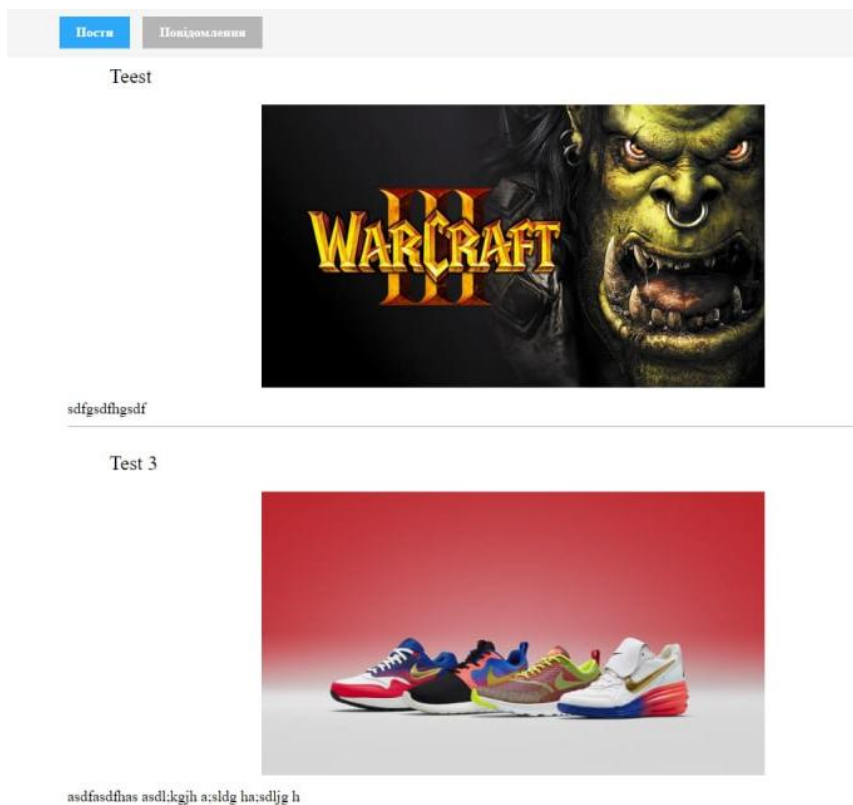 Пости Повідомлення
Teest
WARCRAFT
III
sdfgsdfhgsdf
Test 3
asdfasdfhas asdl;kgjh a;sldg ha;sdljg h